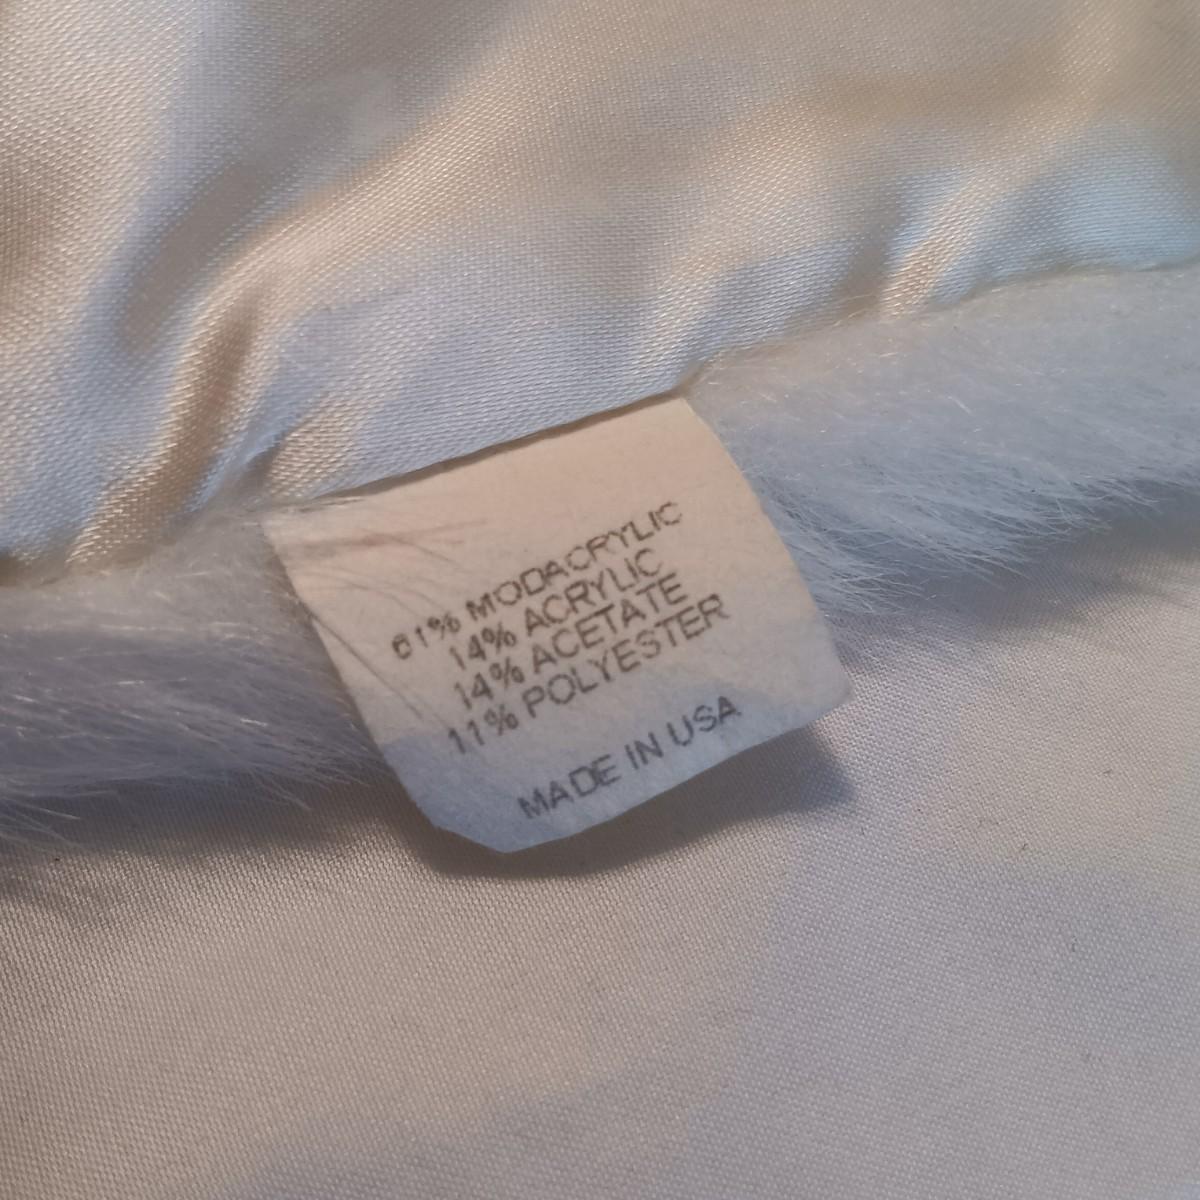 61% MODACRYLIC
14% ACRYLIC
14% ACETATE
11% POLYESTER
MADE IN USA